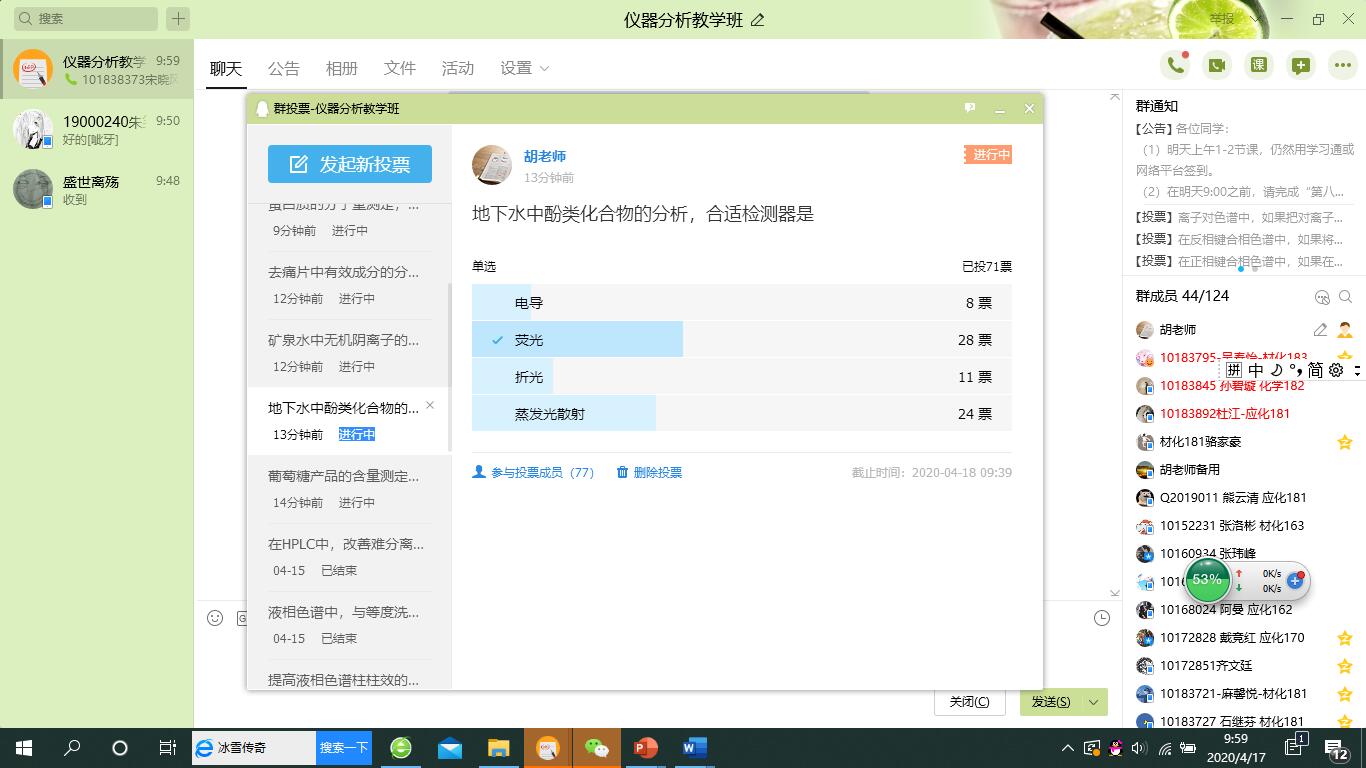 搜索
仪器分析教学班
举报
仪器分析教学
9:59
101838373宋晓凤
19000240朱
9:50
好的[呲牙]
盛世离殇
9:48
收到
聊天
公告
相册
文件
活动
设置
群投票-仪器分析教学班
发起新投票
蛋白质的分子量测定，...
9分钟前 进行中
去痛片中有效成分的分...
12分钟前 进行中
矿泉水中无机阴离子的...
12分钟前 进行中
地下水中酚类化合物的...
13分钟前 进行中
葡萄糖产品的含量测定...
14分钟前 进行中
在HPLC中，改善难分离...
04-15 已结束
液相色谱中，与等度洗...
04-15 已结束
提高液相色谱柱柱效的...
胡老师
13分钟前
进行中
地下水中酚类化合物的分析，合适检测器是
单选
已投71票
电导
8 票
荧光
28 票
折光
11 票
蒸发光散射
24 票
参与投票成员（77）
删除投票
截止时间：2020-04-18 09:39
关闭(C)
发送(S)
课
群通知
【公告】各位同学：
（1）明天上午1-2节课，仍然用学习通或
网络平台签到。
（2）在明天9:00之前，请完成“第八...
【投票】离子对色谱中，如果把对离子...
【投票】在反相键合相色谱中，如果将...
【投票】在正相键合相色谱中，如果在...
群成员 44/124
胡老师
10183795-吴春怡-材化183
拼 中 简
10183845 孙碧璇 化学182
10183892杜江-应化181
材化181骆家豪
胡老师备用
Q2019011 熊云清 应化181
10152231 张洛彬 材化163
10160934 张玮峰
53%
0K/s
0K/s
10168024 阿曼 应化162
10172828 戴竞红 应化170
10172851齐文廷
10183721-麻馨悦-材化181
10183727 石继芬 材化181
冰雪传奇
搜索一下
9:59
2020/4/17
1
12